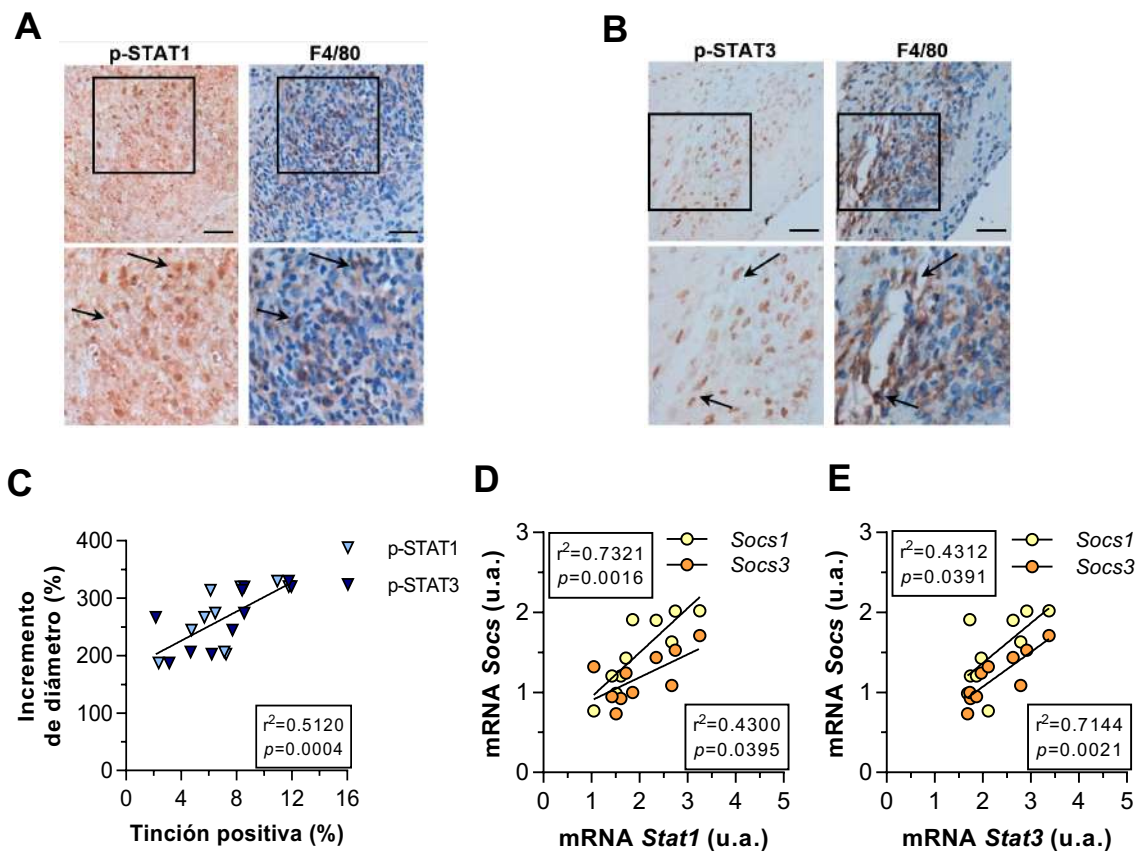 A
p-STAT1
F4/80
B
p-STAT3
F4/80
C
Incremento
de diámetro (%)
400
300
200
100
0
0
4
8
12
16
Tinción positiva (%)
p-STAT1
p-STAT3
r²=0.5120
p=0.0004
D
mRNA Socs (u.a.)
3
2
1
0
0
1
2
3
4
5
mRNA Stat1 (u.a.)
r²=0.7321
p=0.0016
Socs1
Socs3
r²=0.4300
p=0.0395
E
mRNA Socs (u.a.)
3
2
1
0
0
1
2
3
4
5
mRNA Stat3 (u.a.)
r²=0.4312
p=0.0391
Socs1
Socs3
r²=0.7144
p=0.0021